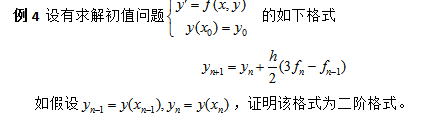 例 4 设有求解初值问题{y' = f(x, y) 的如下格式
y(x₀) = y₀
yₙ₊₁ = yₙ + h/2 (3fₙ − fₙ₋₁)
如假设 yₙ₋₁ = y(xₙ₋₁), yₙ = y(xₙ) ，证明该格式为二阶格式。